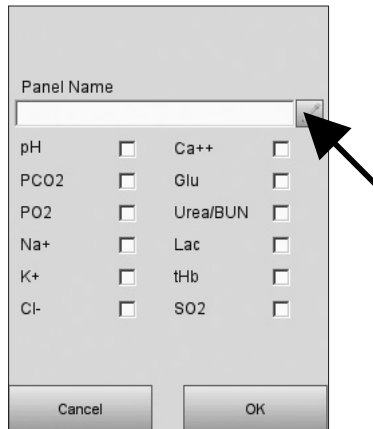 Panel Name
pH Ca++
PCO2 Glu
PO2 Urea/BUN
Na+ Lac
K+ tHb
Cl- SO2
Cancel OK